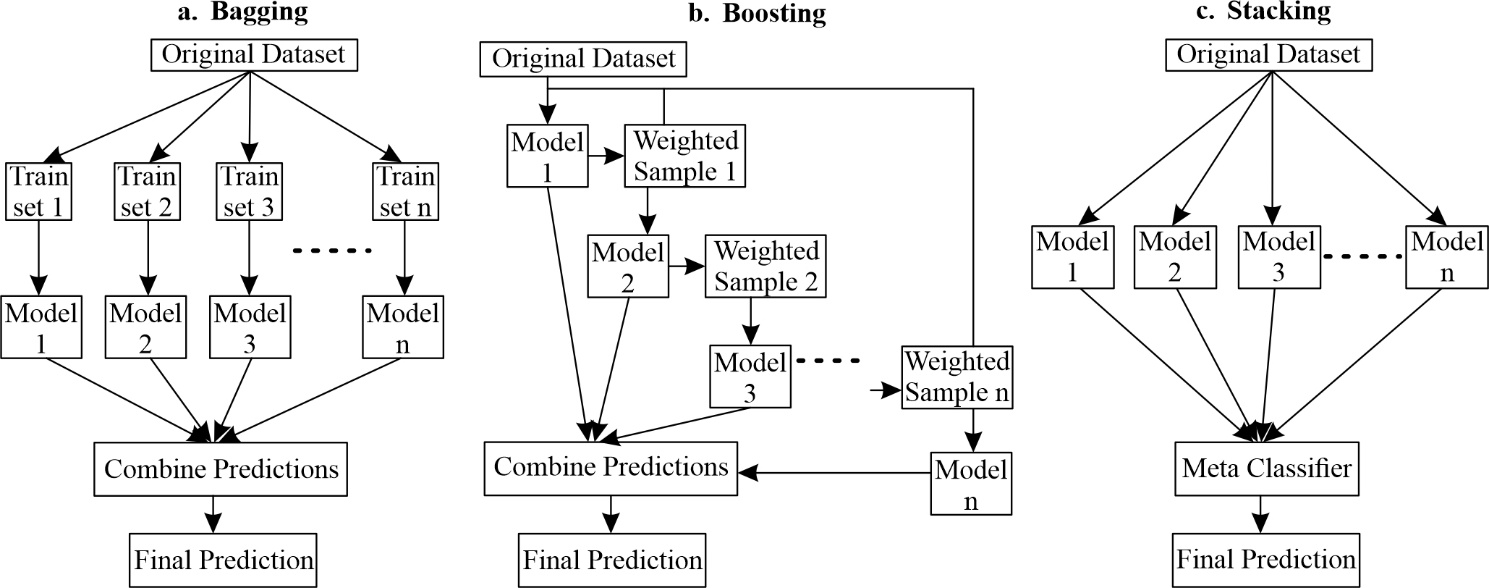 a. Bagging
Original Dataset
Train
set 1
Train
set 2
Train
set 3
Train
set n
Model
1
Model
2
Model
3
Model
n
Combine Predictions
Final Prediction
b. Boosting
Original Dataset
Model
1
Weighted
Sample 1
Model
2
Weighted
Sample 2
Model
3
Weighted
Sample n
Model
n
Combine Predictions
Final Prediction
c. Stacking
Original Dataset
Model
1
Model
2
Model
3
Model
n
Meta Classifier
Final Prediction